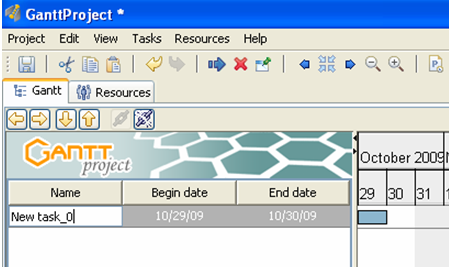 GanttProject *
Project Edit View Tasks Resources Help
Gantt Resources
GANTT
project
October 2009
Name Begin date End date
29 30 31
New task_0 10/29/09 10/30/09